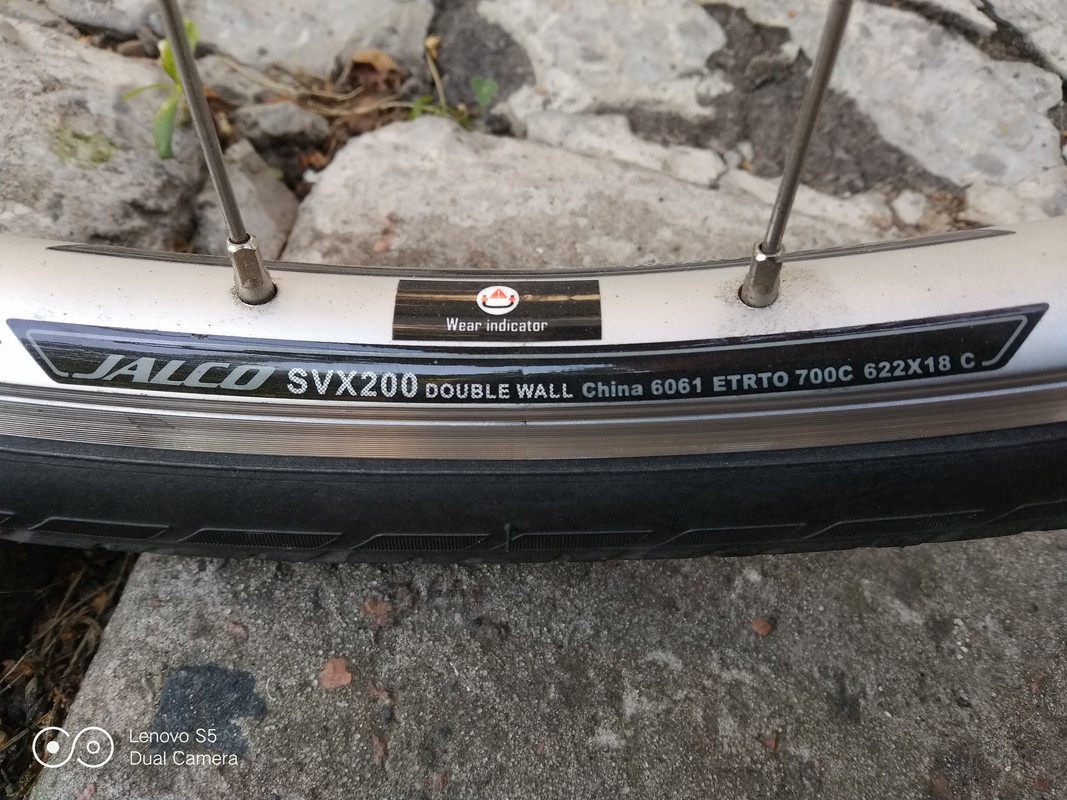 Wear indicator
JALCO SVX200 DOUBLE WALL China 6061 ETRTO 700C 622X18 C
Lenovo S5
Dual Camera